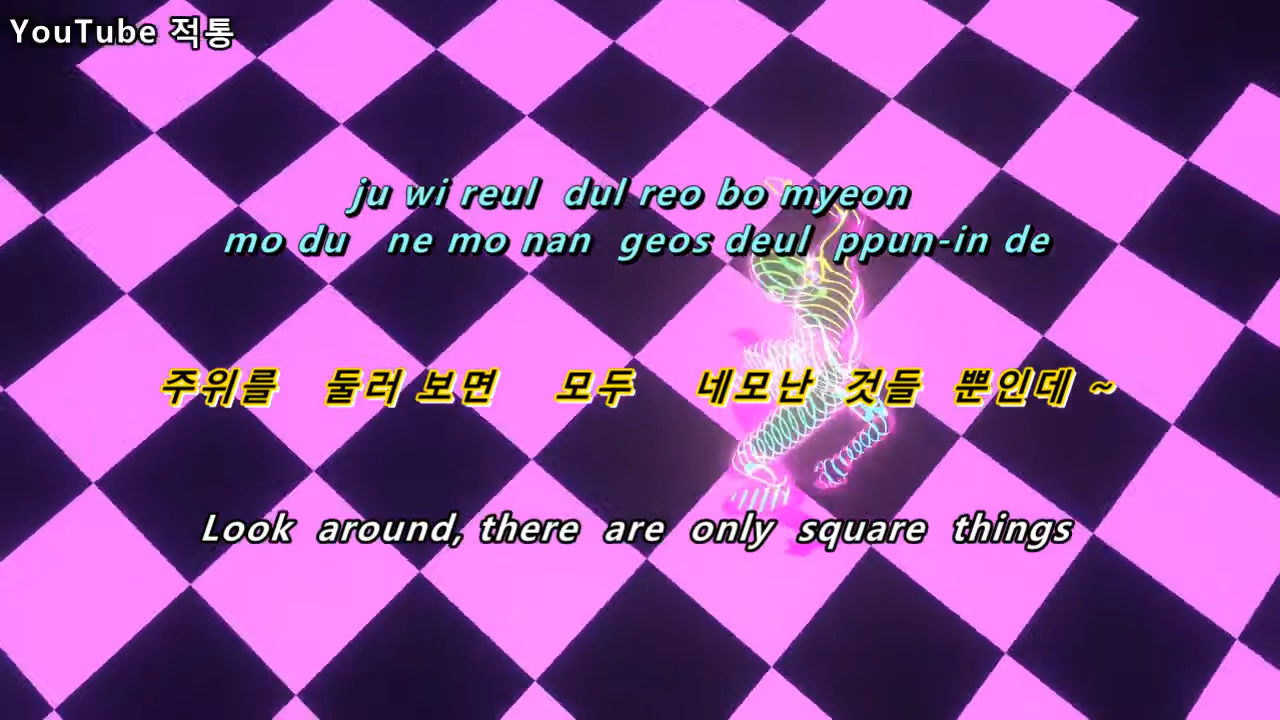 YouTube 적통
ju wi reul dul reo bo myeon
mo du ne mo nan geos deul ppun-in de
주위를 둘러 보면 모두 네모난 것들 뿐인데 ~
Look around, there are only square things